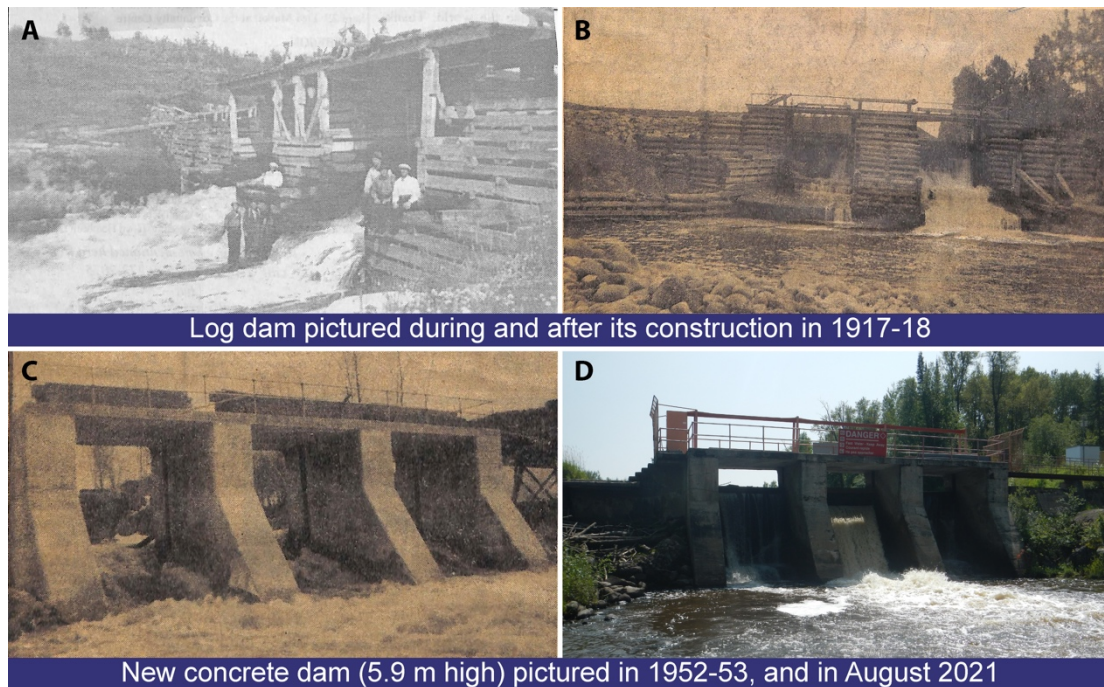 A
B
Log dam pictured during and after its construction in 1917-18
C
D
DANGER
New concrete dam (5.9 m high) pictured in 1952-53, and in August 2021